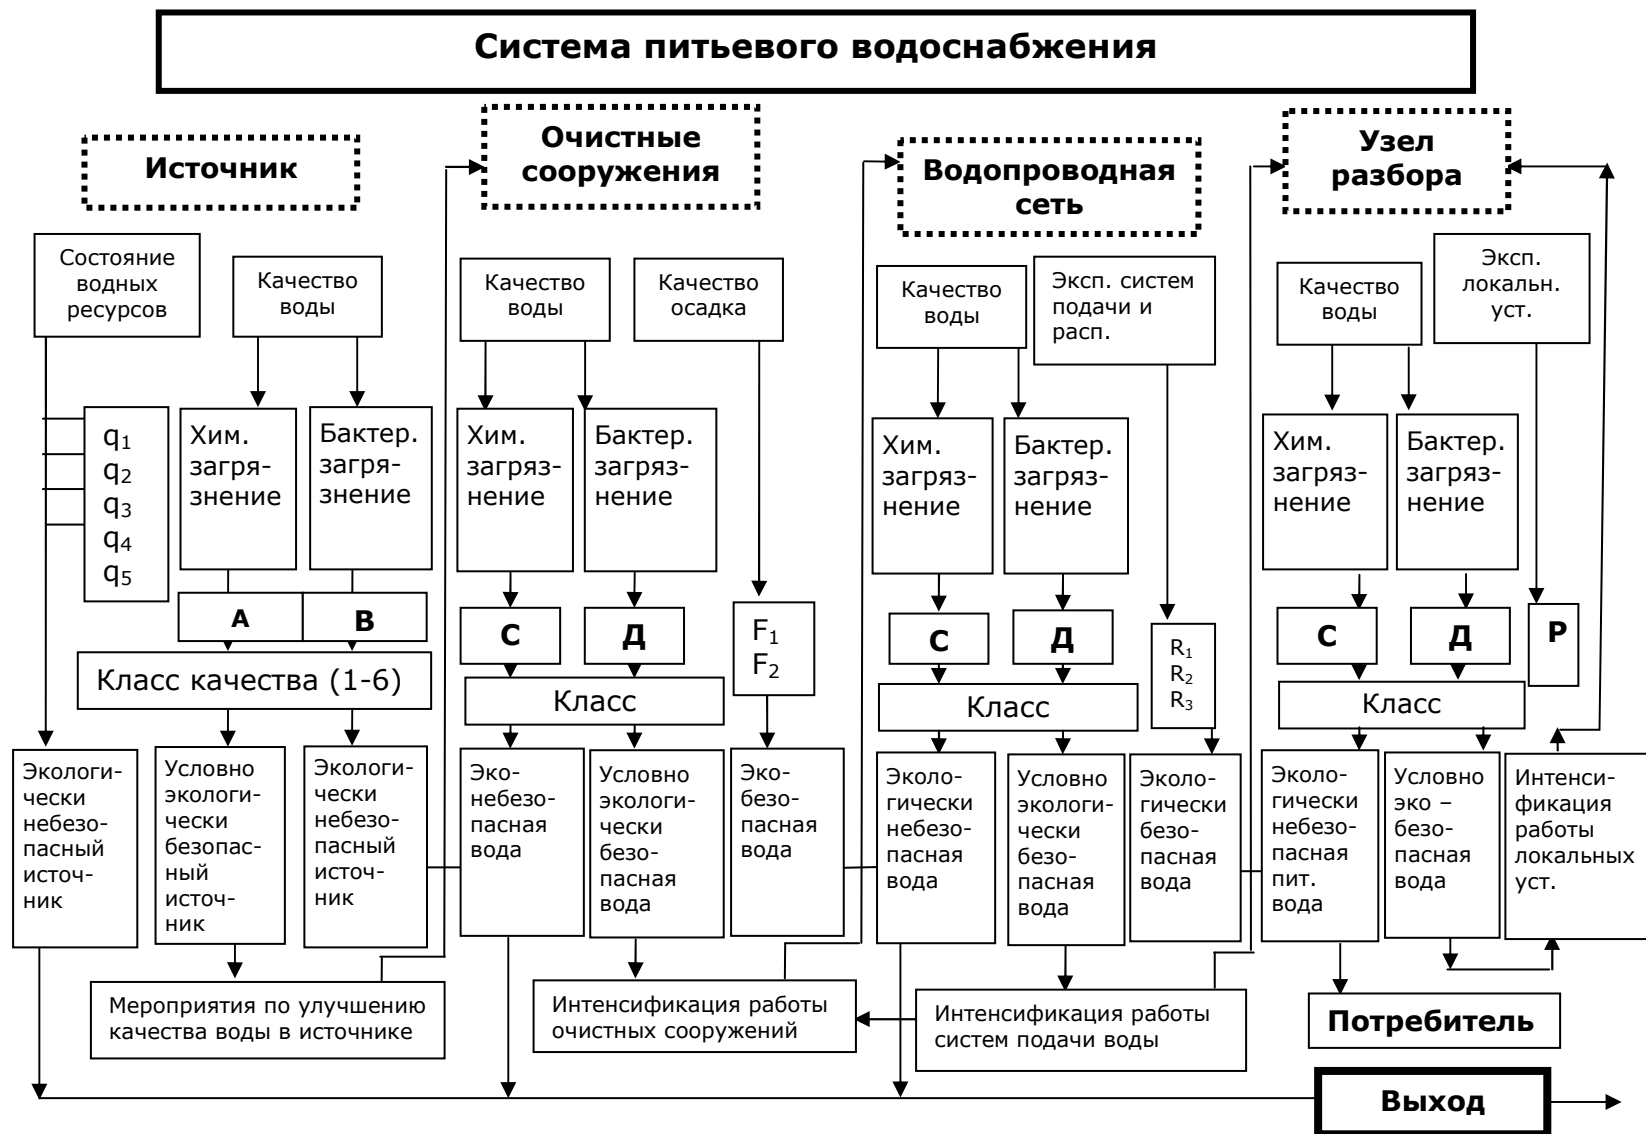 Система питьевого водоснабжения
Источник
Очистные
сооружения
Водопроводная
сеть
Узел
разбора
Состояние
водных
ресурсов
Качество
воды
Качество
воды
Качество
осадка
Качество
воды
Эксп. систем
подачи и
расп.
Качество
воды
Эксп.
локальн.
уст.
q1
q2
q3
q4
q5
Хим.
загря-
знение
Бактер.
загря-
знение
Хим.
загряз-
нение
Бактер.
загряз-
нение
Хим.
загряз-
нение
Бактер.
загряз-
нение
Хим.
загряз-
нение
Бактер.
загряз-
нение
А
В
С
Д
F1
F2
С
Д
R1
R2
R3
С
Д
Р
Класс качества (1-6)
Класс
Класс
Класс
Экологи-
чески
небезо-
пасный
источ-
ник
Условно
экологи-
чески
безопас-
ный
источ-
ник
Экологи-
чески
небезо-
пасный
источ-
ник
Эко-
небезо-
пасная
вода
Условно
экологи-
чески
безо-
пасная
вода
Эко-
безо-
пасная
вода
Эколо-
гически
небезо-
пасная
вода
Условно
экологи-
чески
безо-
пасная
вода
Эколо-
гически
безо-
пасная
вода
Эколо-
гически
небезо-
пасная
пит.
вода
Условно
эко –
безо-
пасная
вода
Интенси-
фикация
работы
локальных
уст.
Мероприятия по улучшению
качества воды в источнике
Интенсификация работы
очистных сооружений
Интенсификация работы
систем подачи воды
Потребитель
Выход